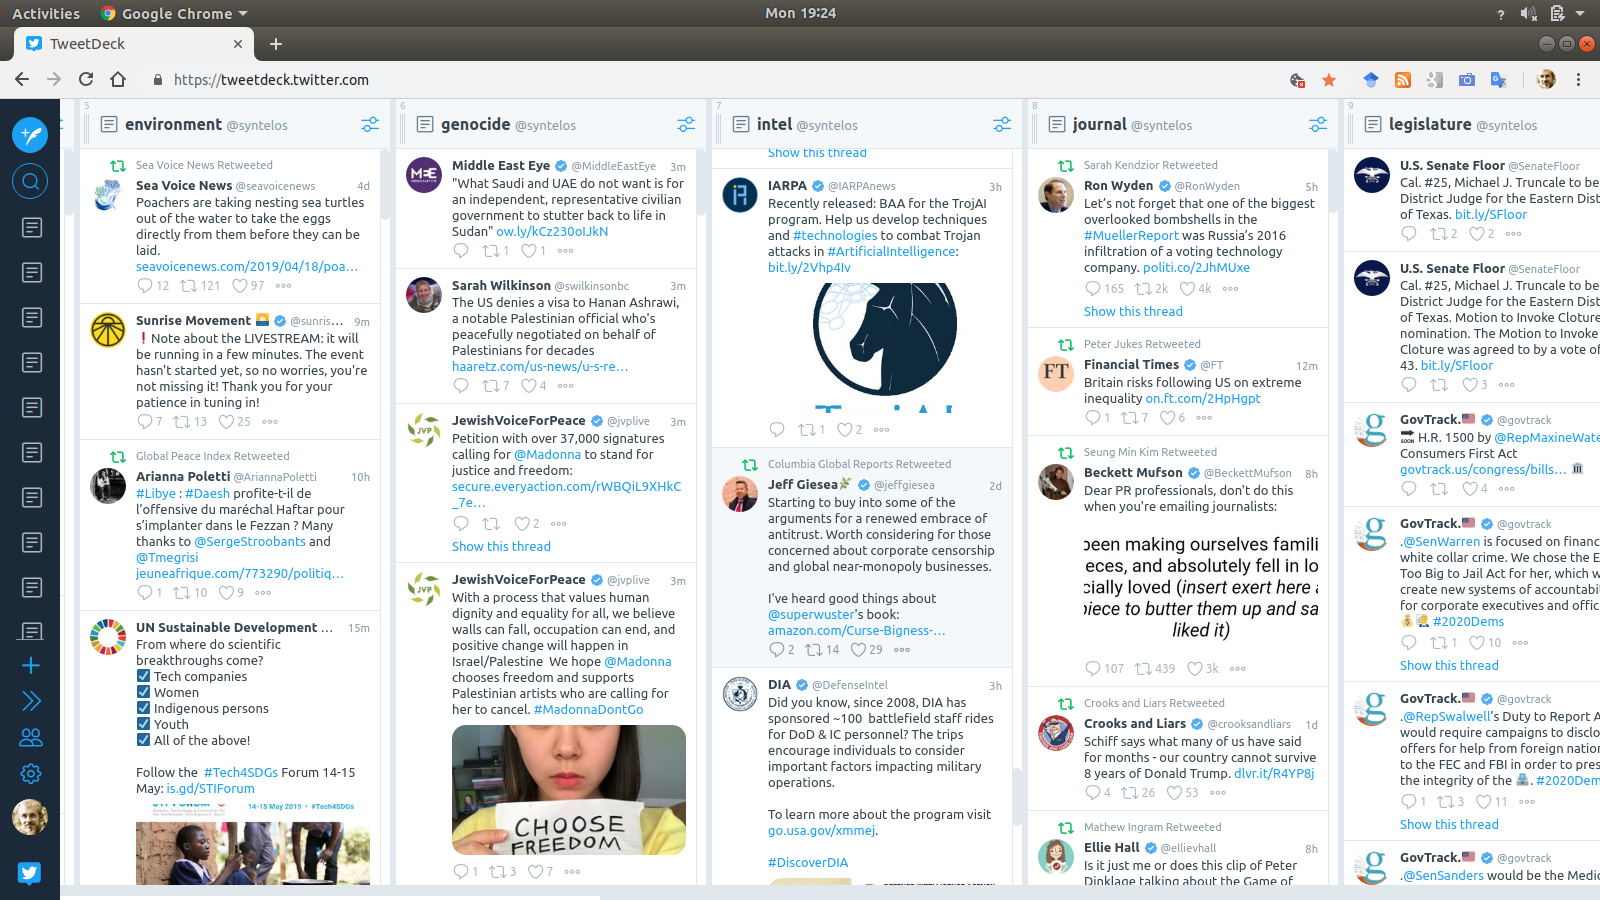 Activities
Google Chrome
Mon 19:24
TweetDeck
https://tweetdeck.twitter.com
5
environment @syntelos
Sea Voice News Retweeted
Sea Voice News @seavoicenews 4d
Poachers are taking nesting sea turtles
out of the water to take the eggs
directly from them before they can be
laid.
seavoicenews.com/2019/04/18/poa…
12 121 97
Sunrise Movement @sunris… 9m
❗Note about the LIVESTREAM: it will
be running in a few minutes. The event
hasn't started yet, so no worries, you're
not missing it! Thank you for your
patience in tuning in!
7 13 25
Global Peace Index Retweeted
Arianna Poletti @AriannaPoletti 10h
#Libye : #Daesh profite-t-il de
l'offensive du maréchal Haftar pour
s'implanter dans le Fezzan ? Many
thanks to @SergeStroobants and
@Tmegrisi
jeuneafrique.com/773290/politiq…
1 10 9
UN Sustainable Development … 15m
From where do scientific
breakthroughs come?
☑ Tech companies
☑ Women
☑ Indigenous persons
☑ Youth
☑ All of the above!
Follow the #Tech4SDGs Forum 14-15
May: is.gd/STIForum
14-15 May 2019 • #Tech4SDGs
6
genocide @syntelos
MEE
Middle East Eye @MiddleEastEye 3m
"What Saudi and UAE do not want is for
an independent, representative civilian
government to stutter back to life in
Sudan" ow.ly/kCz230oIJkN
1 1
Sarah Wilkinson @swilkinsonbc 3m
The US denies a visa to Hanan Ashrawi,
a notable Palestinian official who's
peacefully negotiated on behalf of
Palestinians for decades
haaretz.com/us-news/u-s-re…
7 4
JVP
JewishVoiceForPeace @jvplive 3m
Petition with over 37,000 signatures
calling for @Madonna to stand for
justice and freedom:
secure.everyaction.com/rWBQiL9XHkC
_7e…
2
Show this thread
JVP
JewishVoiceForPeace @jvplive 3m
With a process that values human
dignity and equality for all, we believe
walls can fall, occupation can end, and
positive change will happen in
Israel/Palestine We hope @Madonna
chooses freedom and supports
Palestinian artists who are calling for
her to cancel. #MadonnaDontGo
CHOOSE
FREEDOM
1 3 7
7
intel @syntelos
Show this thread
IARPA @IARPAnews 3h
Recently released: BAA for the TrojAI
program. Help us develop techniques
and #technologies to combat Trojan
attacks in #ArtificialIntelligence:
bit.ly/2Vhp4Iv
1 2
Columbia Global Reports Retweeted
Jeff Giesea @jeffgiesea 2d
Starting to buy into some of the
arguments for a renewed embrace of
antitrust. Worth considering for those
concerned about corporate censorship
and global near-monopoly businesses.
I've heard good things about
@superwuster's book:
amazon.com/Curse-Bigness-…
2 14 29
DIA @DefenseIntel 3h
Did you know, since 2008, DIA has
sponsored ~100 battlefield staff rides
for DoD & IC personnel? The trips
encourage individuals to consider
important factors impacting military
operations.
To learn more about the program visit
go.usa.gov/xmmej.
#DiscoverDIA
8
journal @syntelos
Sarah Kendzior Retweeted
Ron Wyden @RonWyden 5h
Let's not forget that one of the biggest
overlooked bombshells in the
#MuellerReport was Russia's 2016
infiltration of a voting technology
company. politi.co/2JhMUxe
165 2k 4k
Show this thread
Peter Jukes Retweeted
FT
Financial Times @FT 12m
Britain risks following US on extreme
inequality on.ft.com/2HpHgpt
1 7 6
Seung Min Kim Retweeted
Beckett Mufson @BeckettMufson 8h
Dear PR professionals, don't do this
when you're emailing journalists:
been making ourselves famili
eces, and absolutely fell in lo
cially loved (insert exert here a
piece to butter them up and sa
liked it)
107 439 3k
Crooks and Liars Retweeted
Crooks and Liars @crooksandliars 1d
Schiff says what many of us have said
for months - our country cannot survive
8 years of Donald Trump. dlvr.it/R4YP8j
4 26 53
Mathew Ingram Retweeted
Ellie Hall @ellievhall 8h
Is it just me or does this clip of Peter
Dinklage talking about the Game of
9
legislature @syntelos
U.S. Senate Floor @SenateFloor
Cal. #25, Michael J. Truncale to be
District Judge for the Eastern Dist
of Texas. bit.ly/SFloor
2 2
U.S. Senate Floor @SenateFloor
Cal. #25, Michael J. Truncale to be
District Judge for the Eastern Dist
of Texas. Motion to Invoke Cloture
nomination. The Motion to Invoke
Cloture was agreed to by a vote of
43. bit.ly/SFloor
3
GovTrack. @govtrack
SOON H.R. 1500 by @RepMaxineWate
Consumers First Act
govtrack.us/congress/bills…
4
GovTrack. @govtrack
.@SenWarren is focused on financ
white collar crime. We chose the E
Too Big to Jail Act for her, which w
create new systems of accountabil
for corporate executives and offic
#2020Dems
1 10
Show this thread
GovTrack. @govtrack
.@RepSwalwell's Duty to Report A
would require campaigns to disclo
offers for help from foreign nation
to the FEC and FBI in order to pres
the integrity of the #2020Dem
1 3 11
Show this thread
GovTrack. @govtrack
.@SenSanders would be the Medic